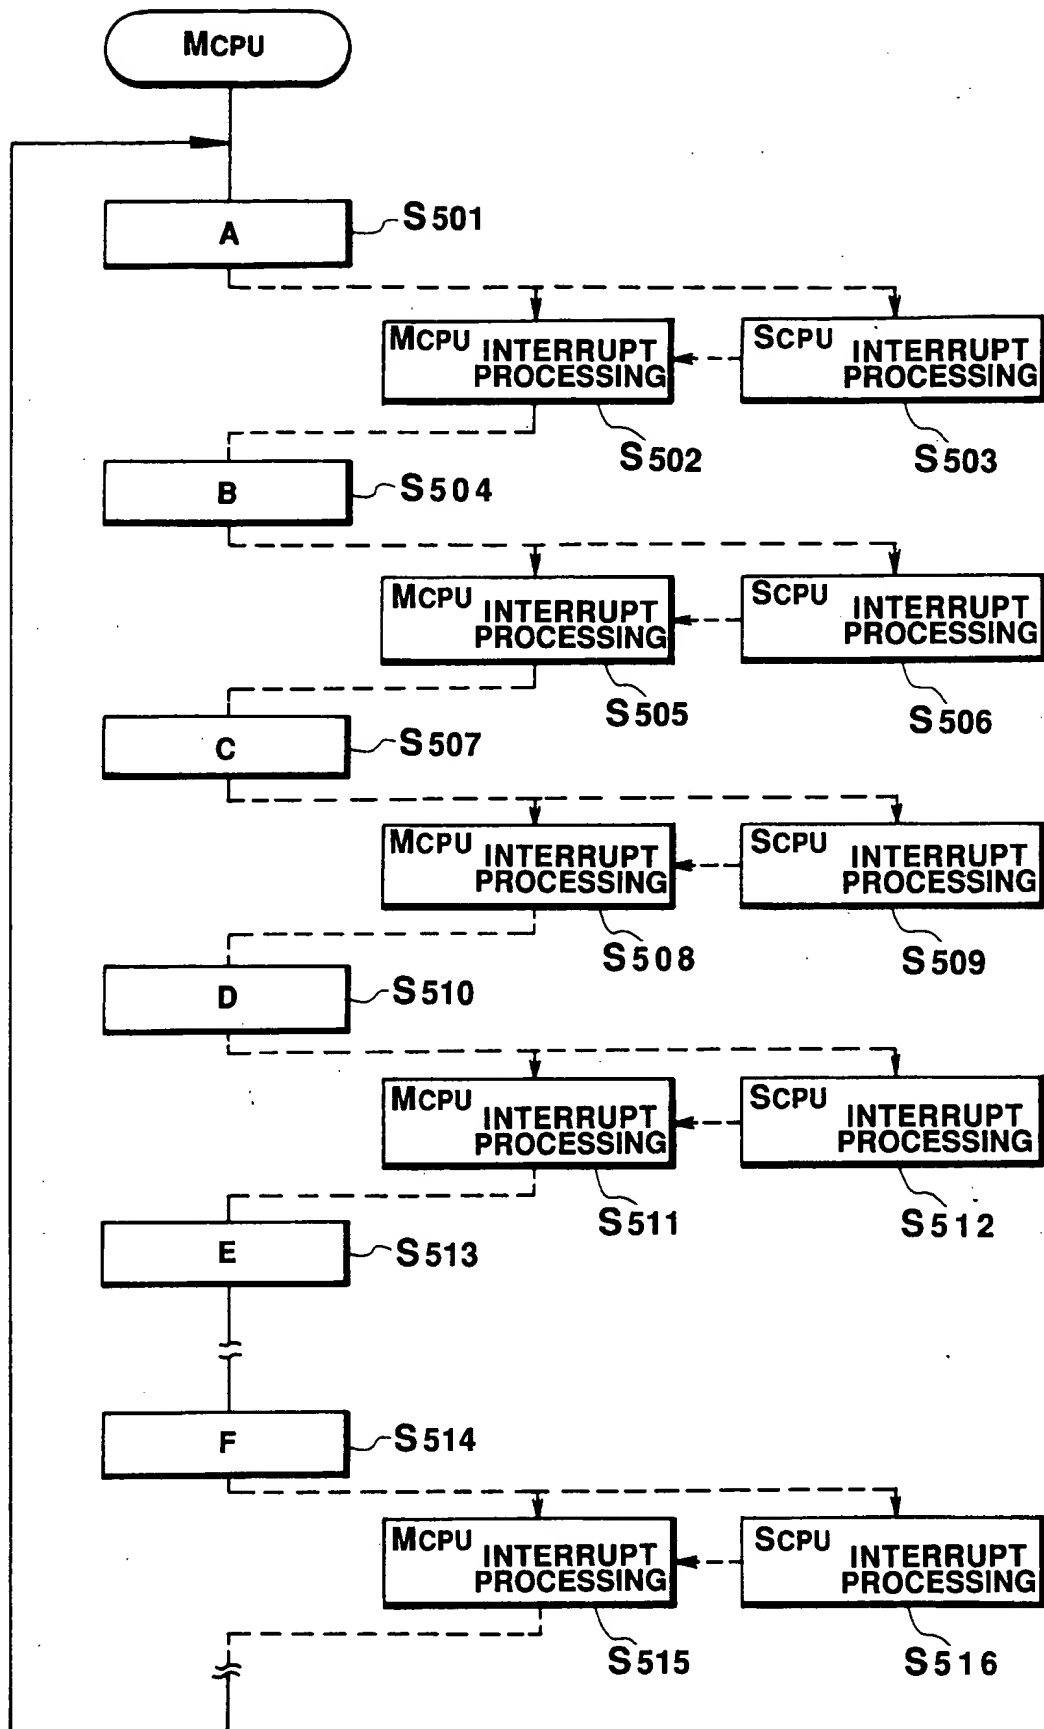 MCPU
A
S501
MCPU
INTERRUPT
PROCESSING
SCPU
INTERRUPT
PROCESSING
S502
S503
B
S504
MCPU
INTERRUPT
PROCESSING
SCPU
INTERRUPT
PROCESSING
S505
S506
C
S507
MCPU
INTERRUPT
PROCESSING
SCPU
INTERRUPT
PROCESSING
S508
S509
D
S510
MCPU
INTERRUPT
PROCESSING
SCPU
INTERRUPT
PROCESSING
S511
S512
E
S513
F
S514
MCPU
INTERRUPT
PROCESSING
SCPU
INTERRUPT
PROCESSING
S515
S516